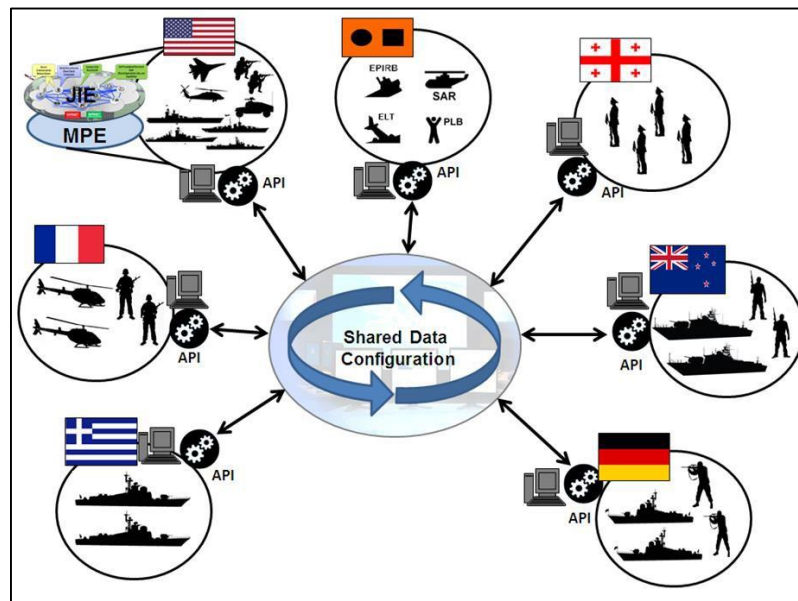 JIE
MPE
API
EPIRB
SAR
ELT
PLB
API
API
API
API
API
API
Shared Data
Configuration